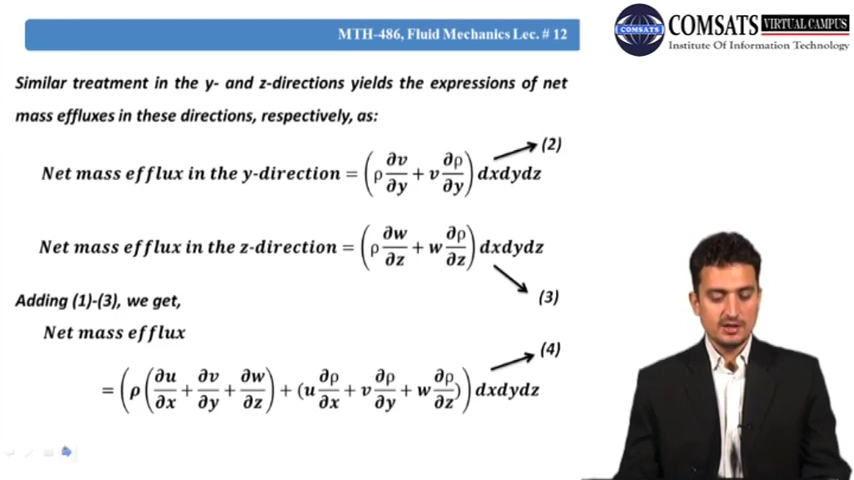 MTH-486, Fluid Mechanics Lec. # 12
COMSATS
COMSATS VIRTUAL CAMPUS
Institute Of Information Technology
Similar treatment in the y- and z-directions yields the expressions of net
mass effluxes in these directions, respectively, as:
(2)
Net mass efflux in the y-direction = (ρ ∂v/∂y + v ∂ρ/∂y) dxdydz
Net mass efflux in the z-direction = (ρ ∂w/∂z + w ∂ρ/∂z) dxdydz
(3)
Adding (1)-(3), we get,
Net mass efflux
(4)
= (ρ (∂u/∂x + ∂v/∂y + ∂w/∂z) + (u ∂ρ/∂x + v ∂ρ/∂y + w ∂ρ/∂z)) dxdydz